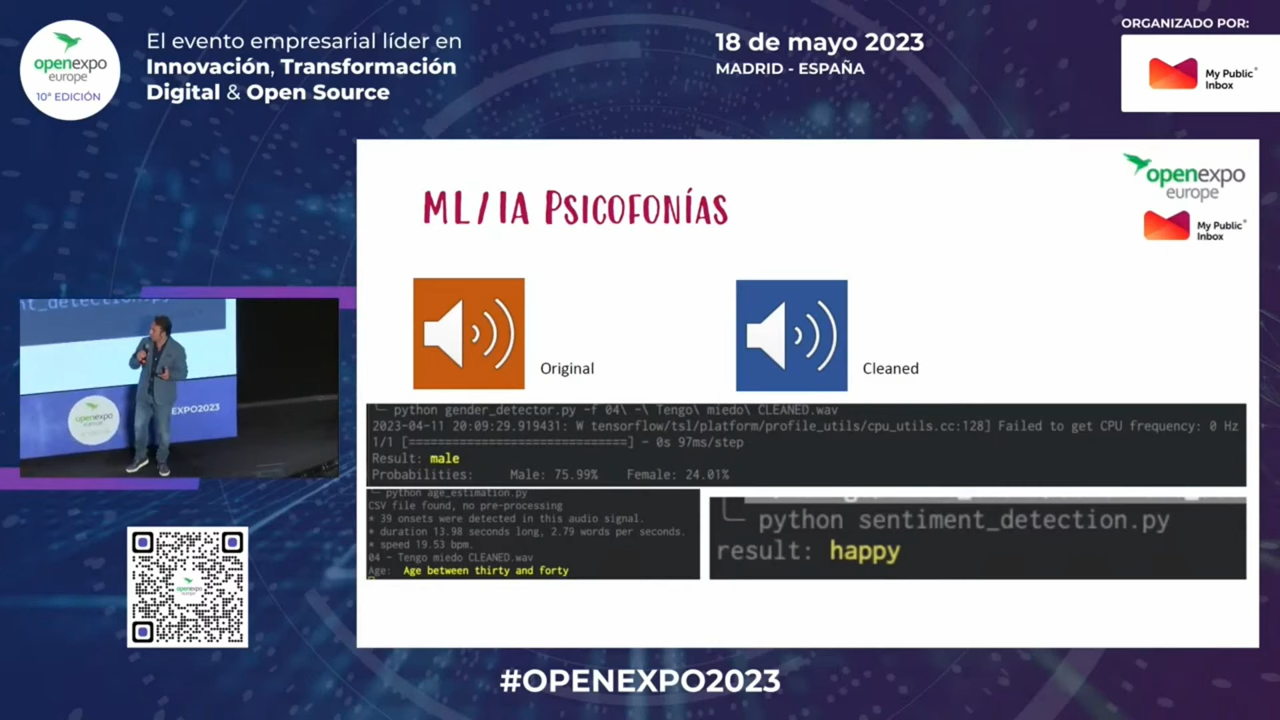 openexpo
europe
10ª EDICIÓN
El evento empresarial líder en
Innovación, Transformación
Digital & Open Source
18 de mayo 2023
MADRID - ESPAÑA
ORGANIZADO POR:
My Public
Inbox
openexpo
europe
My Public
Inbox
ML/IA PSICOFONÍAS
Original
Cleaned
python gender_detector.py -f 04\ -\ Tengo\ miedo\ CLEANED.wav
2023-04-11 20:09:29.919431: W tensorflow/tsl/platform/profile_utils/cpu_utils.cc:128] Failed to get CPU frequency: 0 Hz
1/1 [==============================] - 0s 97ms/step
Result: male
Probabilities: Male: 75.99% Female: 24.01%
python age_estimation.py
CSV file found, no pre-processing
* 39 onsets were detected in this audio signal.
* duration 13.98 seconds long, 2.79 words per seconds.
* speed 19.53 bpm.
04 - Tengo miedo CLEANED.wav
Age: Age between thirty and forty
python sentiment_detection.py
result: happy
nt_detection.py
EXPO2023
openexpo
europe
#OPENEXPO2023